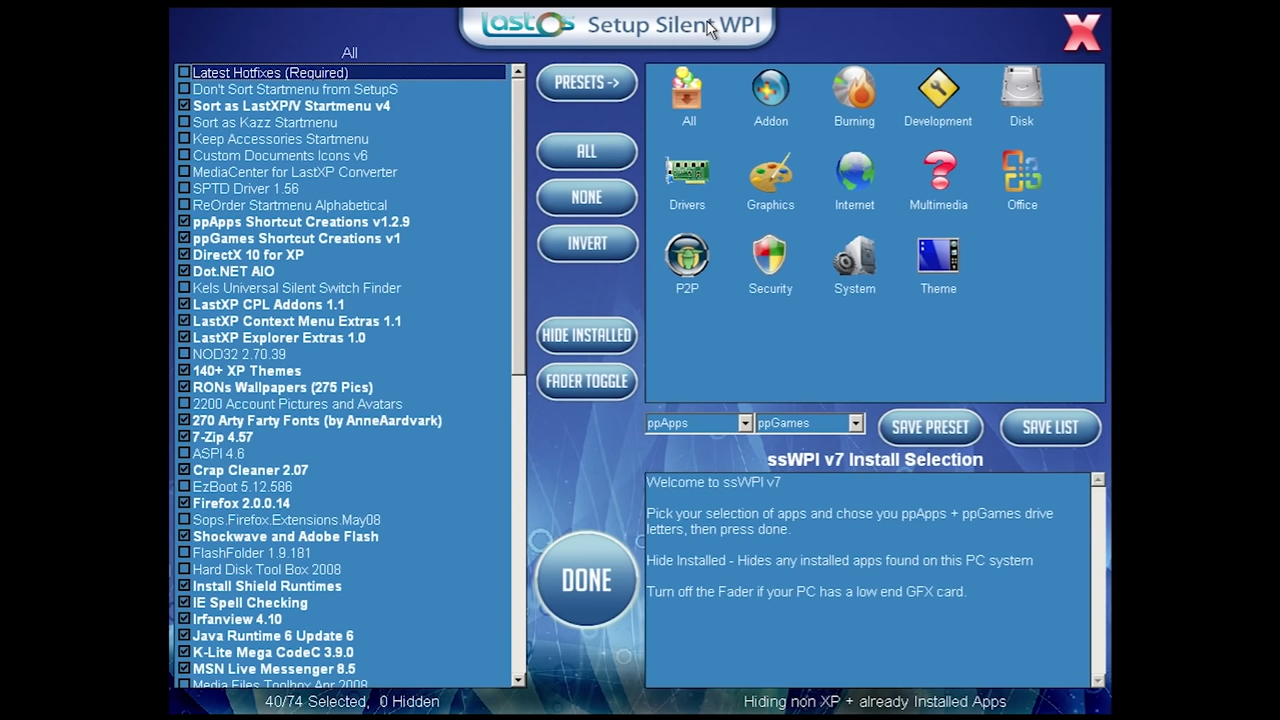 LastOS Setup Silent WPI
X
All
Latest Hotfixes (Required)
Don't Sort Startmenu from SetupS
Sort as LastXP/V Startmenu v4
Sort as Kazz Startmenu
Keep Accessories Startmenu
Custom Documents Icons v6
MediaCenter for LastXP Converter
SPTD Driver 1.56
ReOrder Startmenu Alphabetical
ppApps Shortcut Creations v1.2.9
ppGames Shortcut Creations v1
DirectX 10 for XP
Dot.NET AIO
Kels Universal Silent Switch Finder
LastXP CPL Addons 1.1
LastXP Context Menu Extras 1.1
LastXP Explorer Extras 1.0
NOD32 2.70.39
140+ XP Themes
RONs Wallpapers (275 Pics)
2200 Account Pictures and Avatars
270 Arty Farty Fonts (by AnneAardvark)
7-Zip 4.57
ASPI 4.6
Crap Cleaner 2.07
EzBoot 5.12.586
Firefox 2.0.0.14
Sops.Firefox.Extensions.May08
Shockwave and Adobe Flash
FlashFolder 1.9.181
Hard Disk Tool Box 2008
Install Shield Runtimes
IE Spell Checking
Irfanview 4.10
Java Runtime 6 Update 6
K-Lite Mega CodeC 3.9.0
MSN Live Messenger 8.5
Media Files Toolbox Apr 2008
40/74 Selected, 0 Hidden
PRESETS ->
ALL
NONE
INVERT
HIDE INSTALLED
FADER TOGGLE
DONE
All
Addon
Burning
Development
Disk
Drivers
Graphics
Internet
Multimedia
Office
P2P
Security
System
Theme
ppApps
ppGames
SAVE PRESET
SAVE LIST
ssWPI v7 Install Selection
Welcome to ssWPI v7
Pick your selection of apps and chose you ppApps + ppGames drive
letters, then press done.
Hide Installed - Hides any installed apps found on this PC system
Turn off the Fader if your PC has a low end GFX card.
Hiding non XP + already Installed Apps